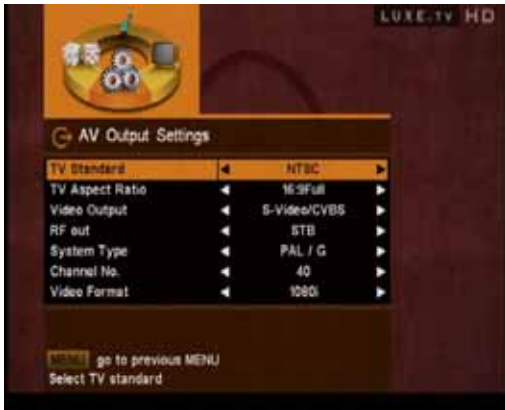 LUXE.TV HD
AV Output Settings
TV Standard NTSC
TV Aspect Ratio 16:9Full
Video Output S-Video/CVBS
RF out STB
System Type PAL / G
Channel No. 40
Video Format 1080i
MENU go to previous MENU
Select TV standard